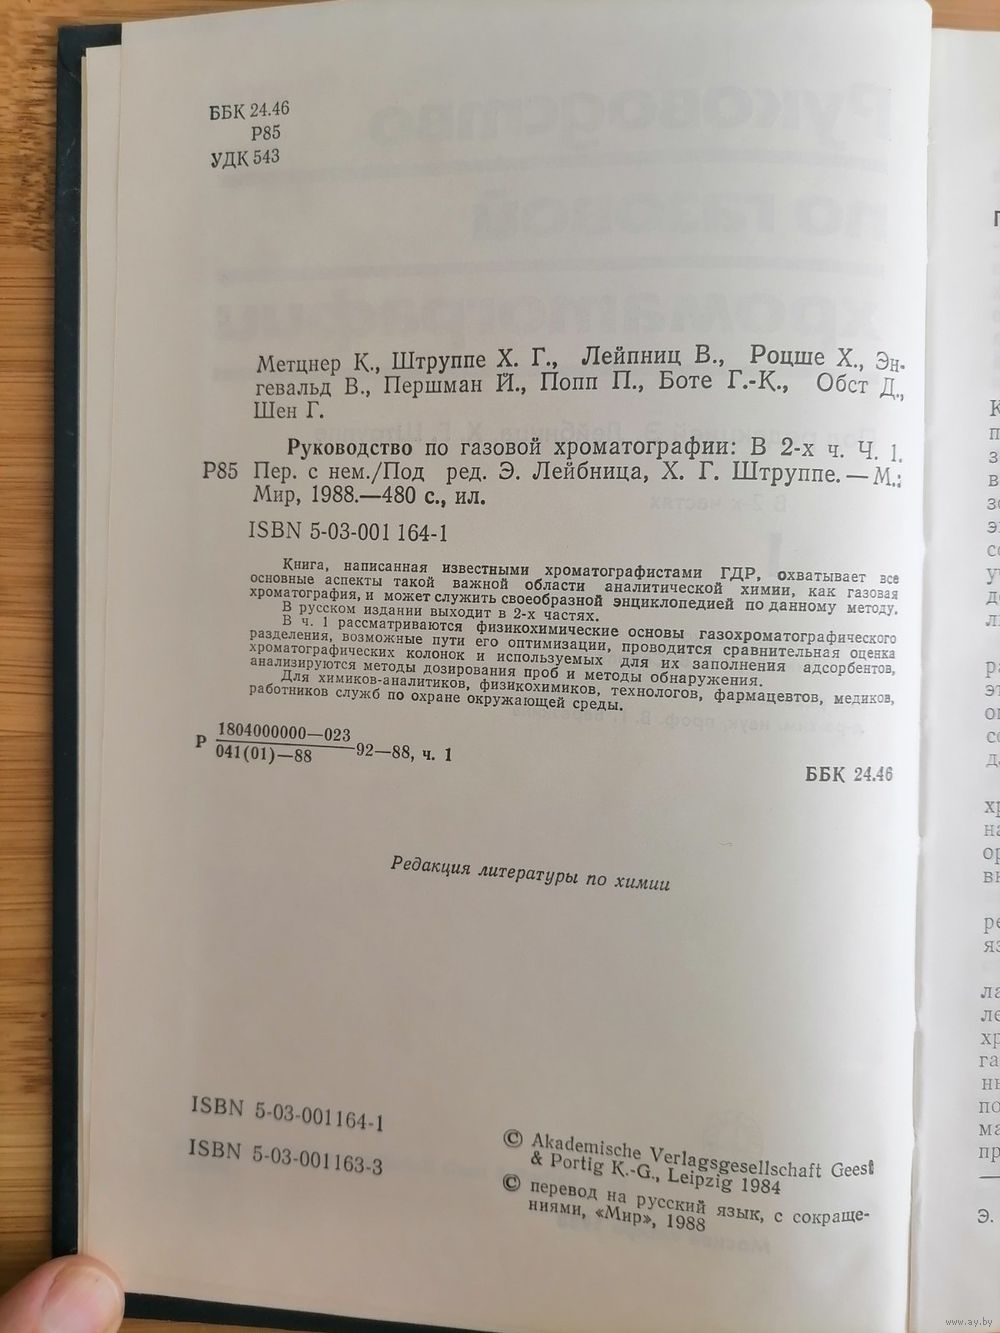 ББК 24.46
Р85
УДК 543
Метцнер К., Штруппе Х. Г., Лейпниц В., Роцше Х., Эн-
гевальд В., Першман Й., Попп П., Боте Г.-К., Обст Д.,
Шен Г.
Руководство по газовой хроматографии: В 2-х ч. Ч. 1.
Р85 Пер. с нем./Под ред. Э. Лейбница, Х. Г. Штруппе. — М.:
Мир, 1988.—480 с., ил.
ISBN 5-03-001 164-1
Книга, написанная известными хроматографистами ГДР, охватывает все
основные аспекты такой важной области аналитической химии, как газовая
хроматография, и может служить своеобразной энциклопедией по данному методу.
В русском издании выходит в 2-х частях.
В ч. 1 рассматриваются физикохимические основы газохроматографического
разделения, возможные пути его оптимизации, проводится сравнительная оценка
хроматографических колонок и используемых для их заполнения адсорбентов,
анализируются методы дозирования проб и методы обнаружения.
Для химиков-аналитиков, физикохимиков, технологов, фармацевтов, медиков,
работников служб по охране окружающей среды.
Р 1804000000—023
041(01)—88 92—88, ч. 1
ББК 24.46
Редакция литературы по химии
ISBN 5-03-001164-1
ISBN 5-03-001163-3
© Akademische Verlagsgesellschaft Geest
& Portig K.-G., Leipzig 1984
© перевод на русский язык, с сокраще-
ниями, «Мир», 1988
Э.
www.ay.by